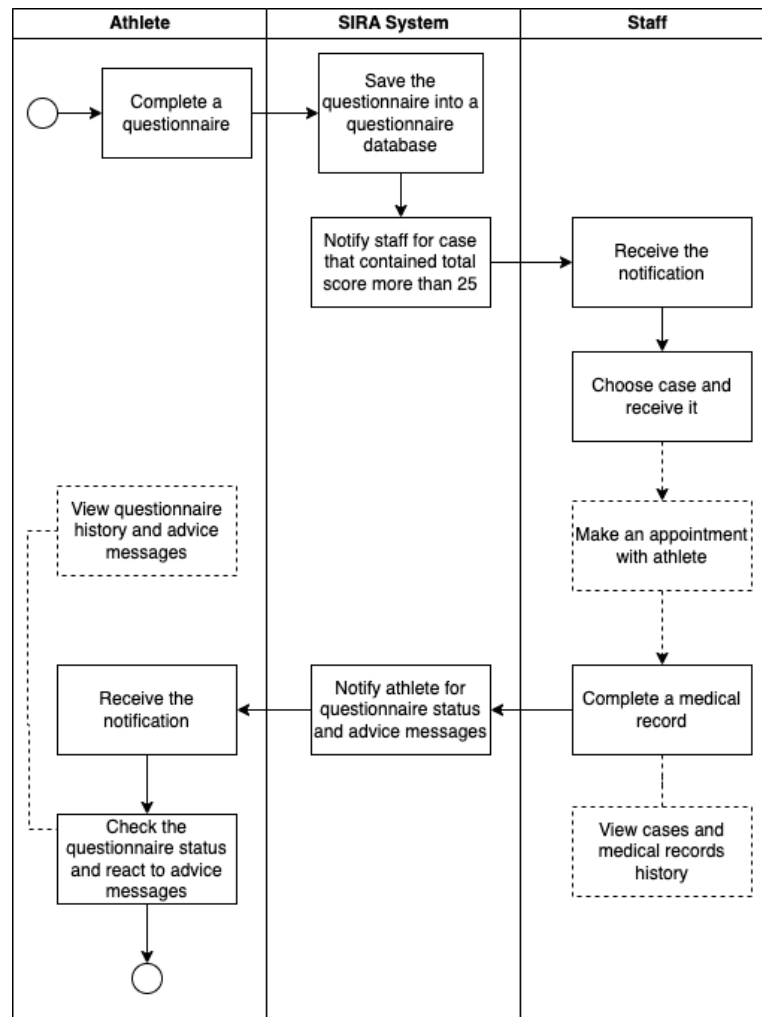 Athlete
SIRA System
Staff
Complete a
questionnaire
Save the
questionnaire into a
questionnaire
database
Notify staff for case
that contained total
score more than 25
Receive the
notification
Choose case and
receive it
View questionnaire
history and advice
messages
Make an appointment
with athlete
Receive the
notification
Notify athlete for
questionnaire status
and advice messages
Complete a medical
record
Check the
questionnaire status
and react to advice
messages
View cases and
medical records
history